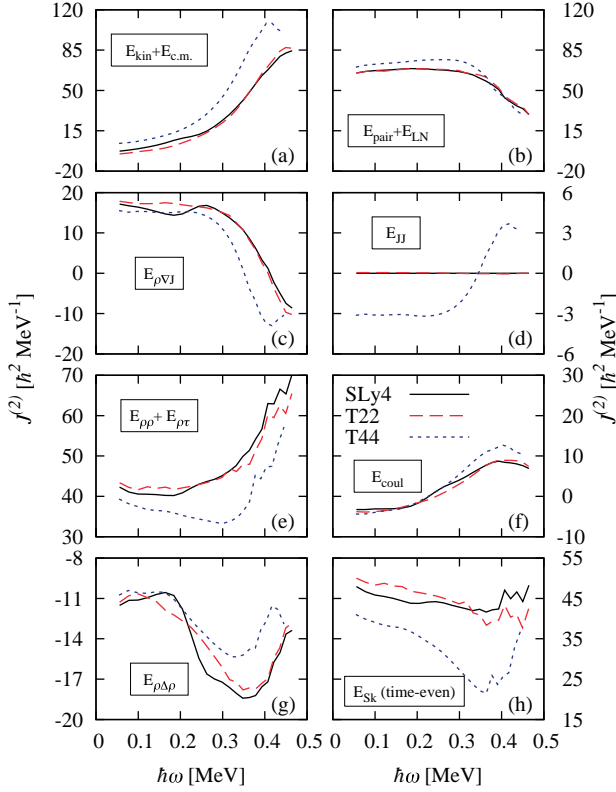 120
85
50
15
-20
E_kin+E_c.m.
(a)
E_pair+E_LN
(b)
120
85
50
15
-20
20
10
0
-10
-20
E_ρ∇J
(c)
E_JJ
(d)
6
3
0
-3
-6
J^(2) [ℏ² MeV⁻¹]
J^(2) [ℏ² MeV⁻¹]
70
60
50
40
30
E_ρρ+ E_ρτ
(e)
SLy4
T22
T44
E_coul
(f)
30
20
10
0
-10
-8
-11
-14
-17
-20
E_ρΔρ
(g)
E_Sk (time-even)
(h)
55
45
35
25
15
0 0.1 0.2 0.3 0.4 0.5
0.1 0.2 0.3 0.4 0.5
ℏω [MeV]
ℏω [MeV]